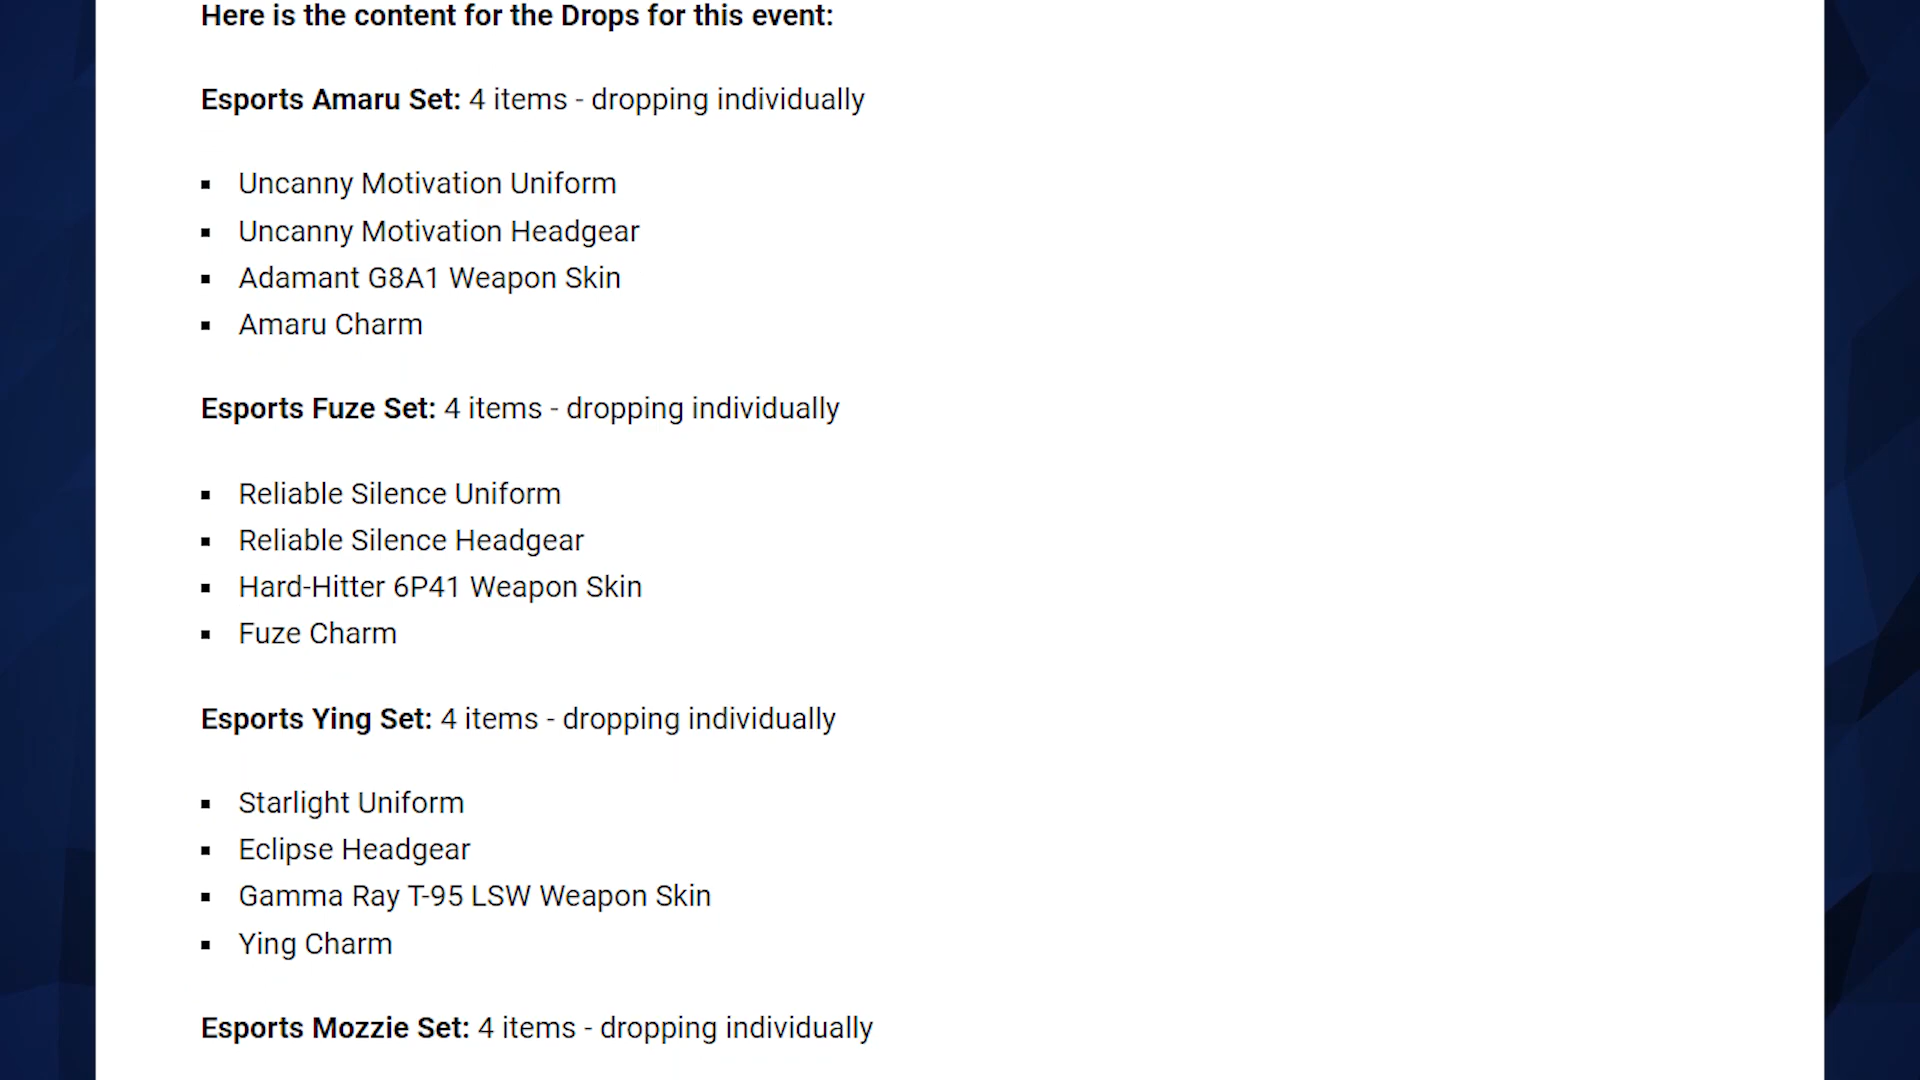 Here is the content for the Drops for this event:
Esports Amaru Set: 4 items - dropping individually
▪ Uncanny Motivation Uniform
▪ Uncanny Motivation Headgear
▪ Adamant G8A1 Weapon Skin
▪ Amaru Charm
Esports Fuze Set: 4 items - dropping individually
▪ Reliable Silence Uniform
▪ Reliable Silence Headgear
▪ Hard-Hitter 6P41 Weapon Skin
▪ Fuze Charm
Esports Ying Set: 4 items - dropping individually
▪ Starlight Uniform
▪ Eclipse Headgear
▪ Gamma Ray T-95 LSW Weapon Skin
▪ Ying Charm
Esports Mozzie Set: 4 items - dropping individually